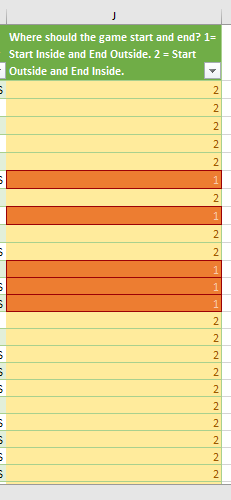 J
Where should the game start and end? 1=
Start Inside and End Outside. 2 = Start
Outside and End Inside.
S 2
2
2
2
2
S 1
2
1
2
S 2
1
S 1
S 1
2
2
S 2
S 2
S 2
2
S 2
S 2
S 2
S 2